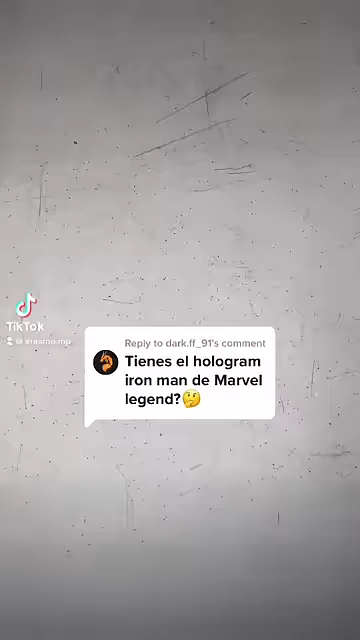 TikTok
Reply to dark.ff_91's comment
Tienes el hologram
iron man de Marvel
legend?🤔